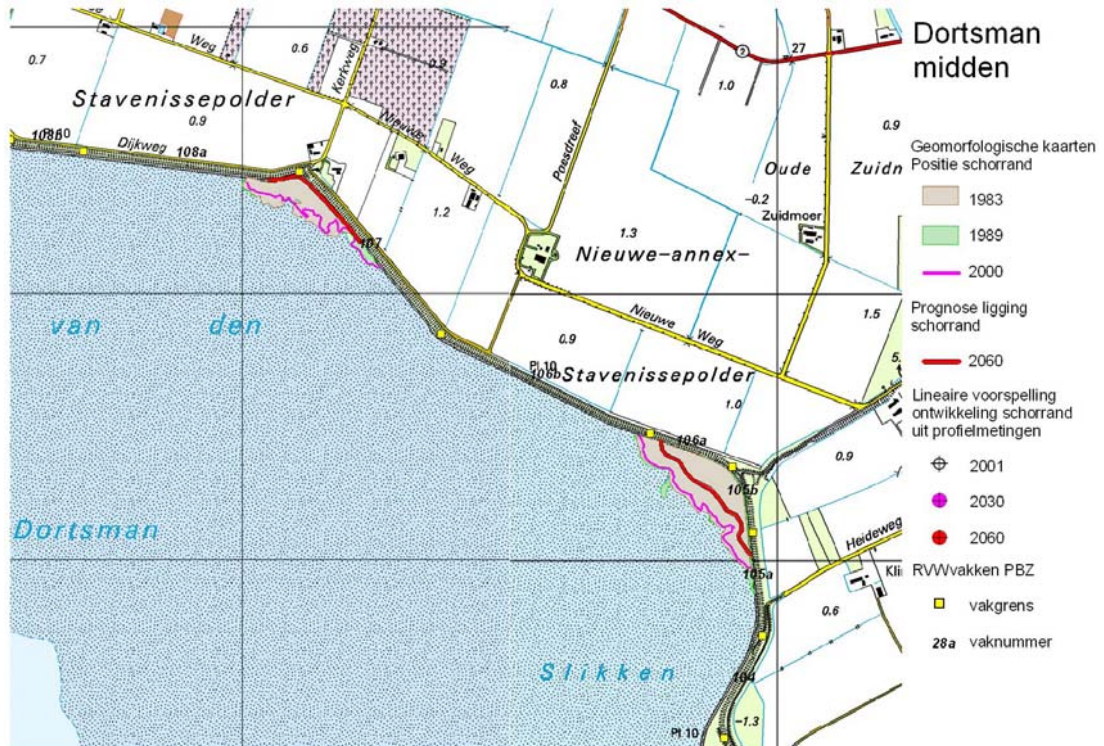 Dortsman
midden
Geomorfologische kaarten
Positie schorrand
1983
1989
2000
Prognose ligging
schorrand
2060
Lineaire voorspelling
ontwikkeling schorrand
uit profielmetingen
2001
2030
2060
RVWvakken PBZ
vakgrens
28a vaknummer
Weg
0.6
0.7
Kerkweg
0.8
2
27
1.0
Stavenissepolder
0.9
108b
Dijkweg
108a
Nieuwe
Weg
Poesdreef
0.9
Oude
Zuidn
-0.2
1.2
Zuidmoer
1.3
107
Nieuwe-annex-
van den
Nieuwe
Weg
1.5
0.9
5.
Pl 10
106b
Stavenissepolder
1.0
106a
0.9
105b
Dortsman
Heideweg
105a
Kli
0.6
Slikken
104
-1.3
Pl 10